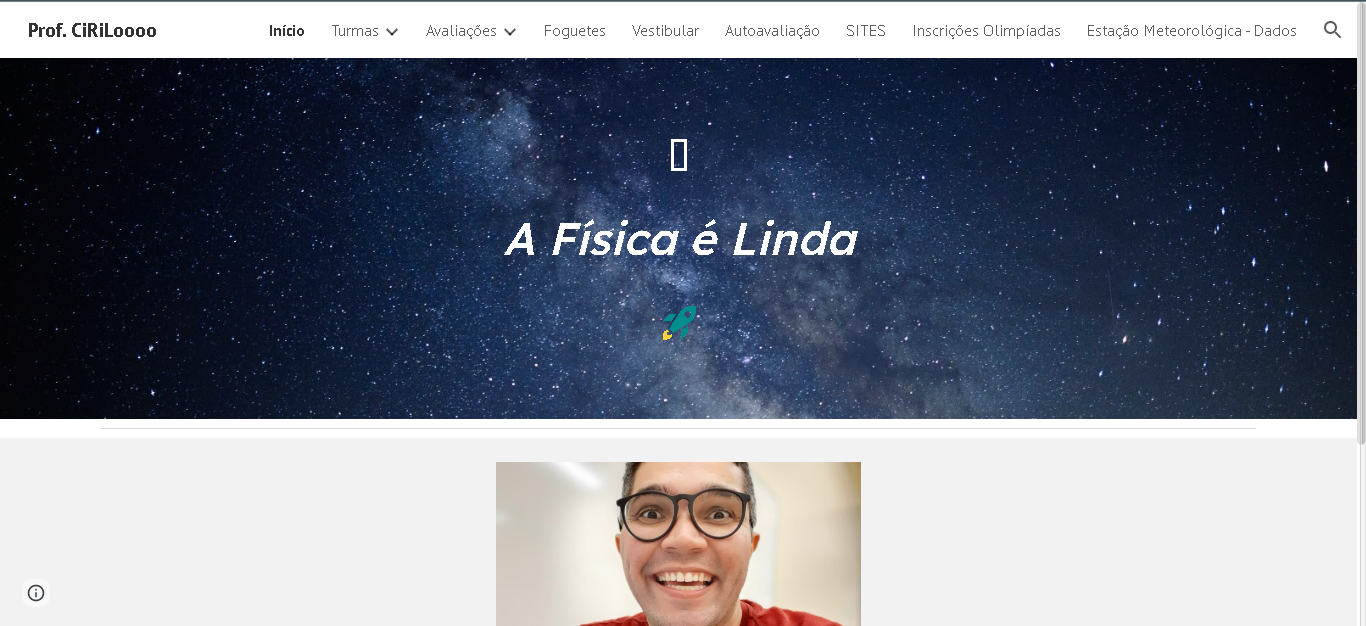 Prof. CiRiLoooo
Início Turmas Avaliações Foguetes Vestibular Autoavaliação SITES Inscrições Olimpíadas Estação Meteorológica - Dados
A Física é Linda